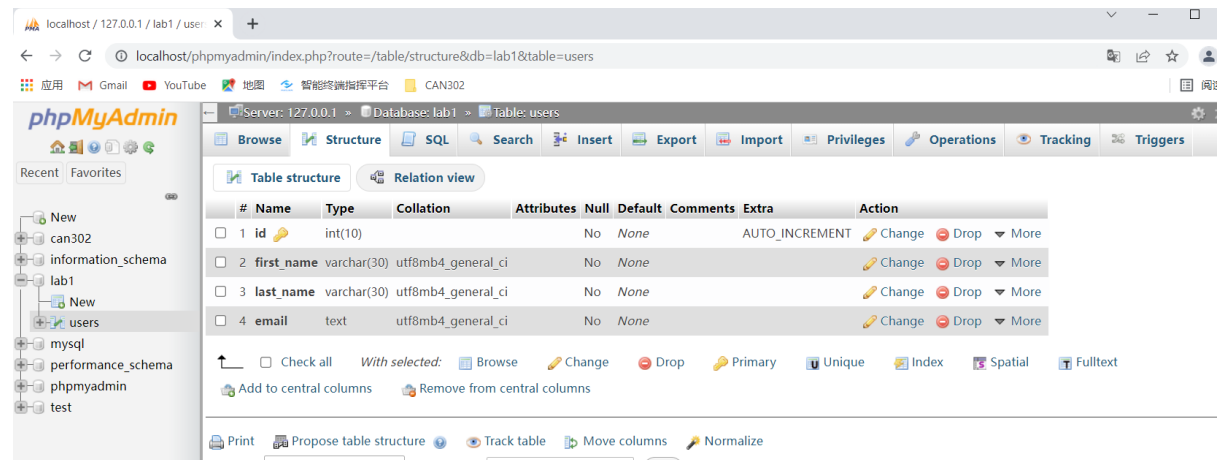 localhost / 127.0.0.1 / lab1 / user
localhost/phpmyadmin/index.php?route=/table/structure&db=lab1&table=users
应用 Gmail YouTube 地图 智能终端指挥平台 CAN302
phpMyAdmin
Recent Favorites
New
can302
information_schema
lab1
New
users
mysql
performance_schema
phpmyadmin
test
Server: 127.0.0.1 » Database: lab1 » Table: users
Browse Structure SQL Search Insert Export Import Privileges Operations Tracking Triggers
Table structure Relation view
# Name Type Collation Attributes Null Default Comments Extra Action
1 id int(10) No None AUTO_INCREMENT Change Drop More
2 first_name varchar(30) utf8mb4_general_ci No None Change Drop More
3 last_name varchar(30) utf8mb4_general_ci No None Change Drop More
4 email text utf8mb4_general_ci No None Change Drop More
Check all With selected: Browse Change Drop Primary Unique Index Spatial Fulltext
Add to central columns Remove from central columns
Print Propose table structure Track table Move columns Normalize